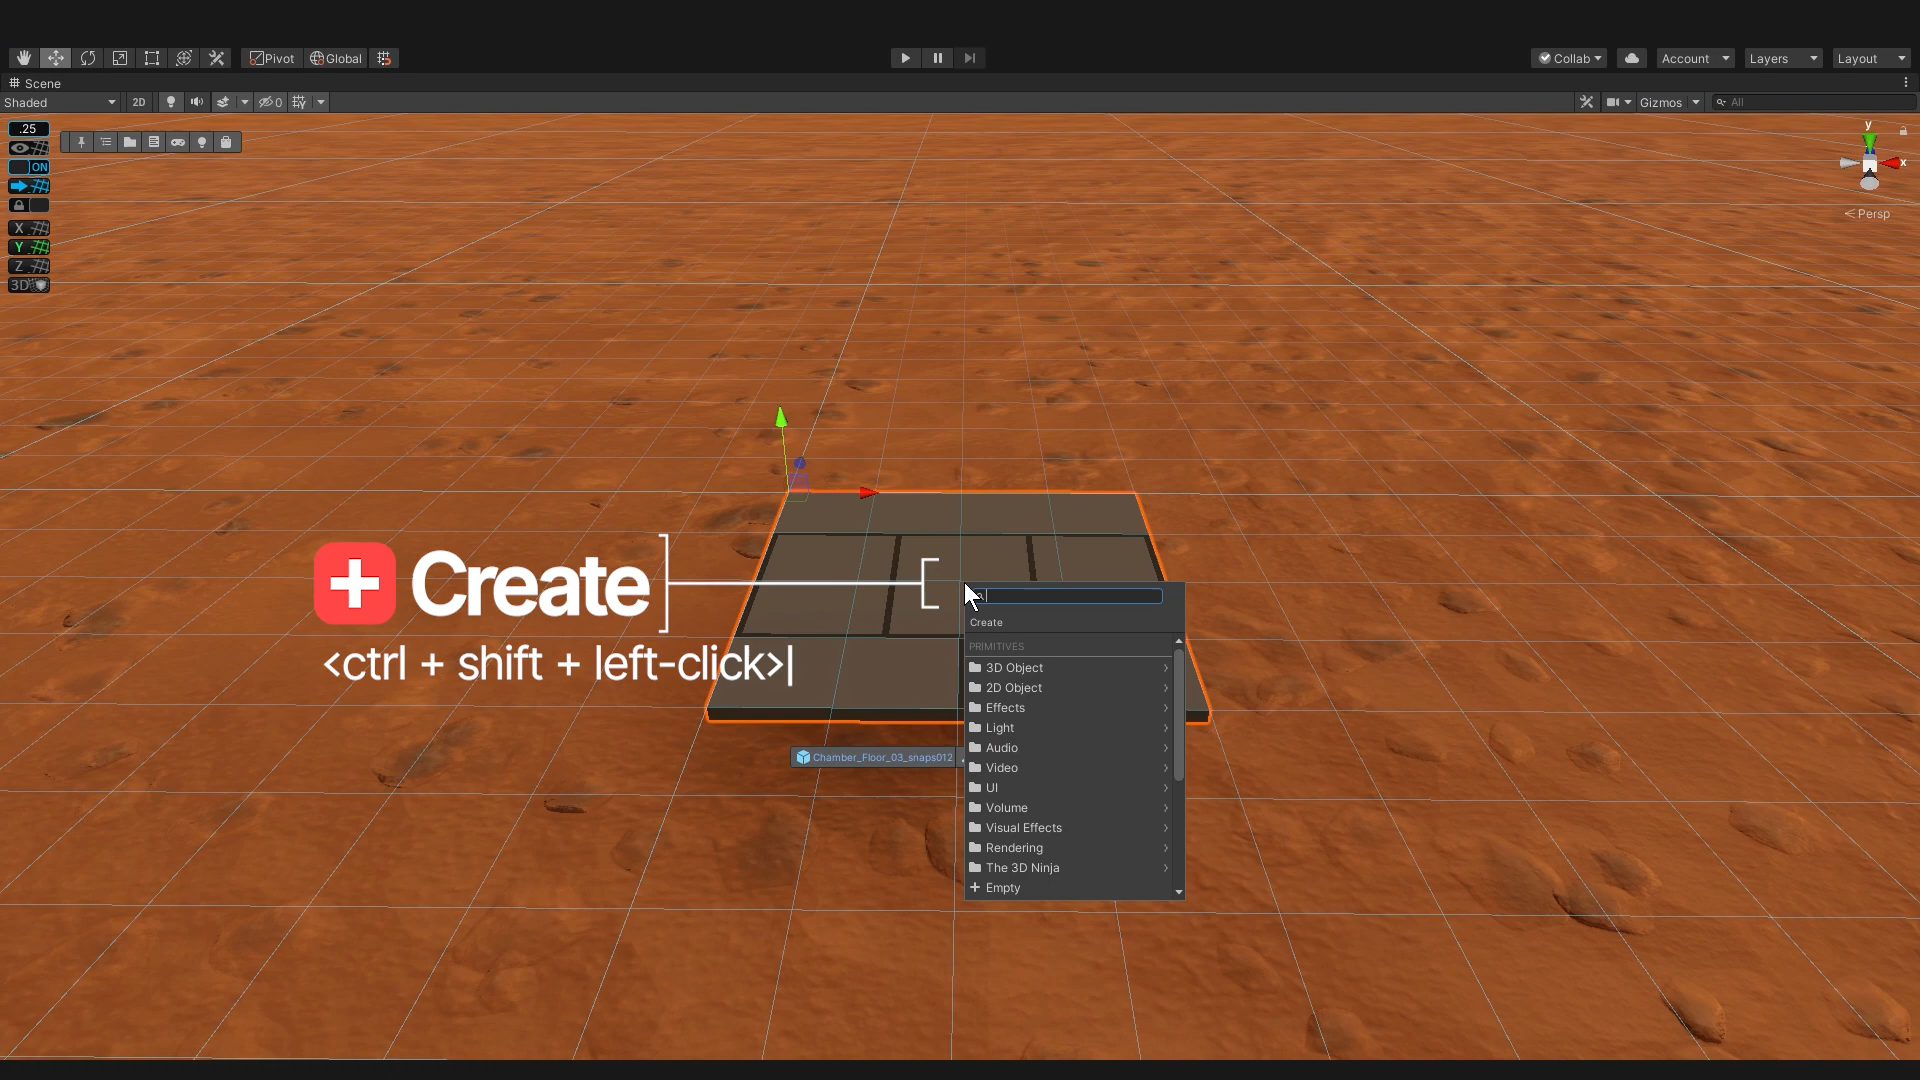 Pivot
Global
Collab
Account
Layers
Layout
Scene
Shaded
2D
0
Gizmos
All
.25
ON
X
Y
Z
3D
y
x
< Persp
Create
<ctrl + shift + left-click>|
Create
PRIMITIVES
3D Object
2D Object
Effects
Light
Audio
Video
UI
Volume
Visual Effects
Rendering
The 3D Ninja
+ Empty
Chamber_Floor_03_snaps012